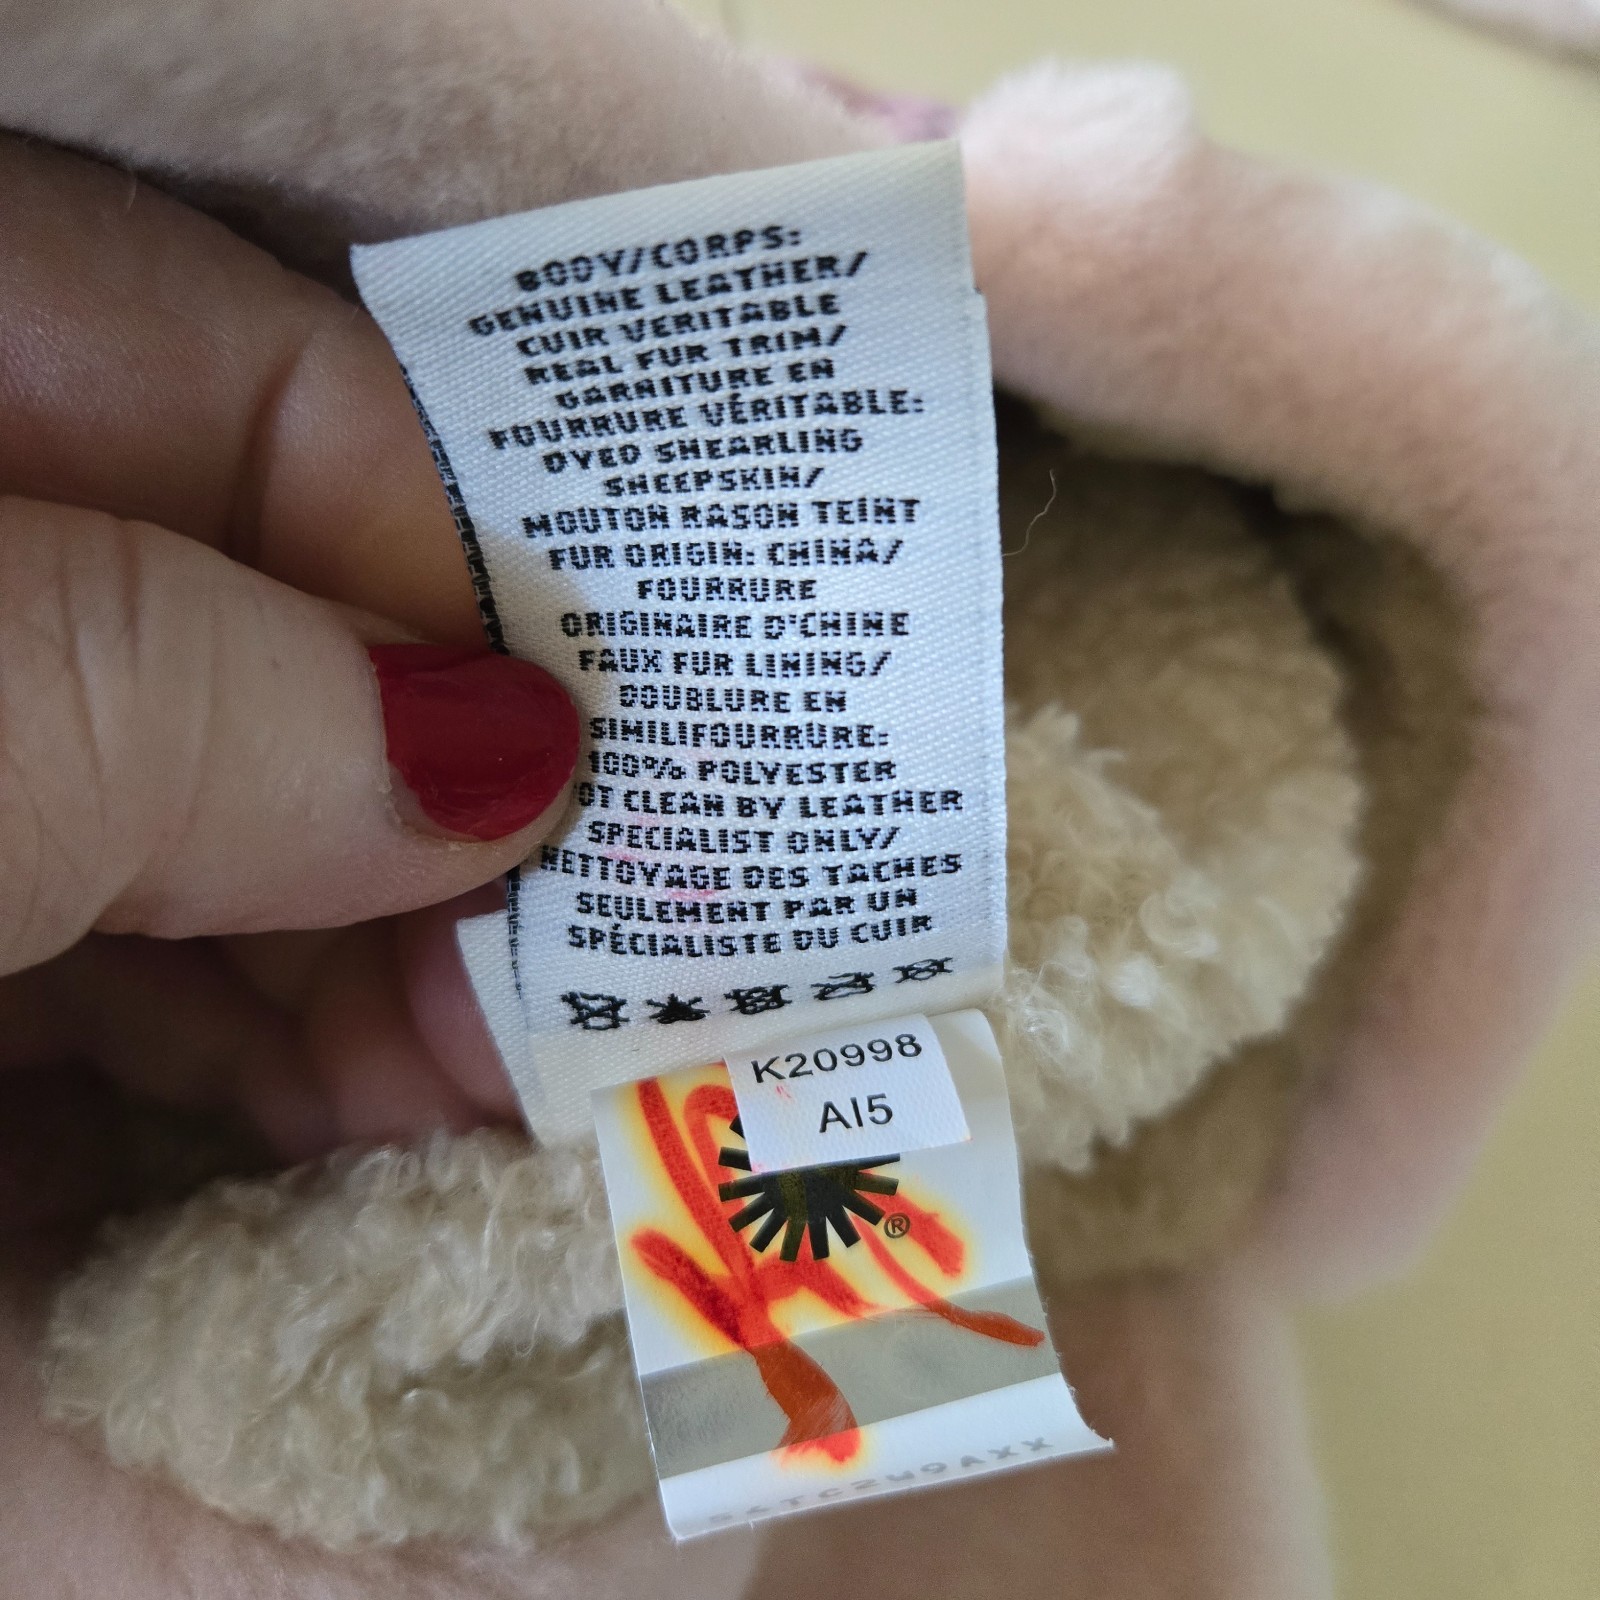 BODY/CORPS:
GENUINE LEATHER/
CUIR VERITABLE
REAL FUR TRIM/
GARNITURE EN
FOURRURE VÉRITABLE:
DYED SHEARLING
SHEEPSKIN/
MOUTON RASON TEINT
FUR ORIGIN: CHINA/
FOURRURE
ORIGINAIRE D'CHINE
FAUX FUR LINING/
DOUBLURE EN
SIMILIFOURRURE:
100% POLYESTER
OT CLEAN BY LEATHER
SPECIALIST ONLY/
NETTOYAGE DES TACHES
SEULEMENT PAR UN
SPÉCIALISTE DU CUIR
K20998
AI5
®